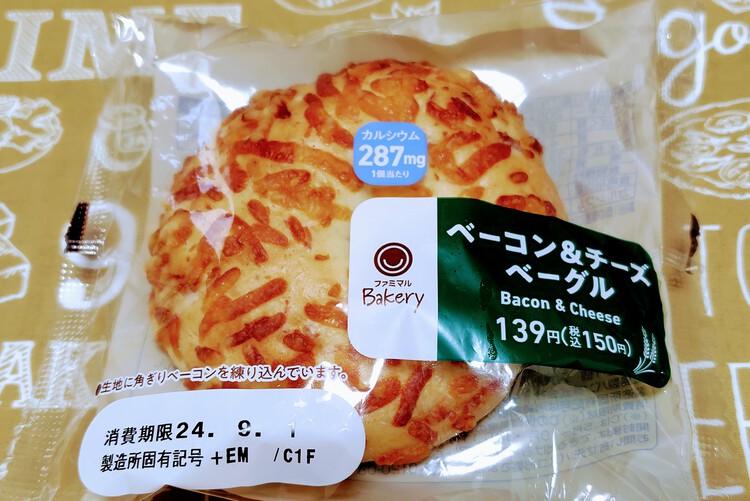 カルシウム
287mg
1個当たり
ベーコン&チーズ
ベーグル
Bacon & Cheese
139円(税込150円)
ファミマル
Bakery
●生地に角ぎりベーコンを練り込んでいます。
消費期限24. 9. 1
製造所固有記号 +EM /C1F
go